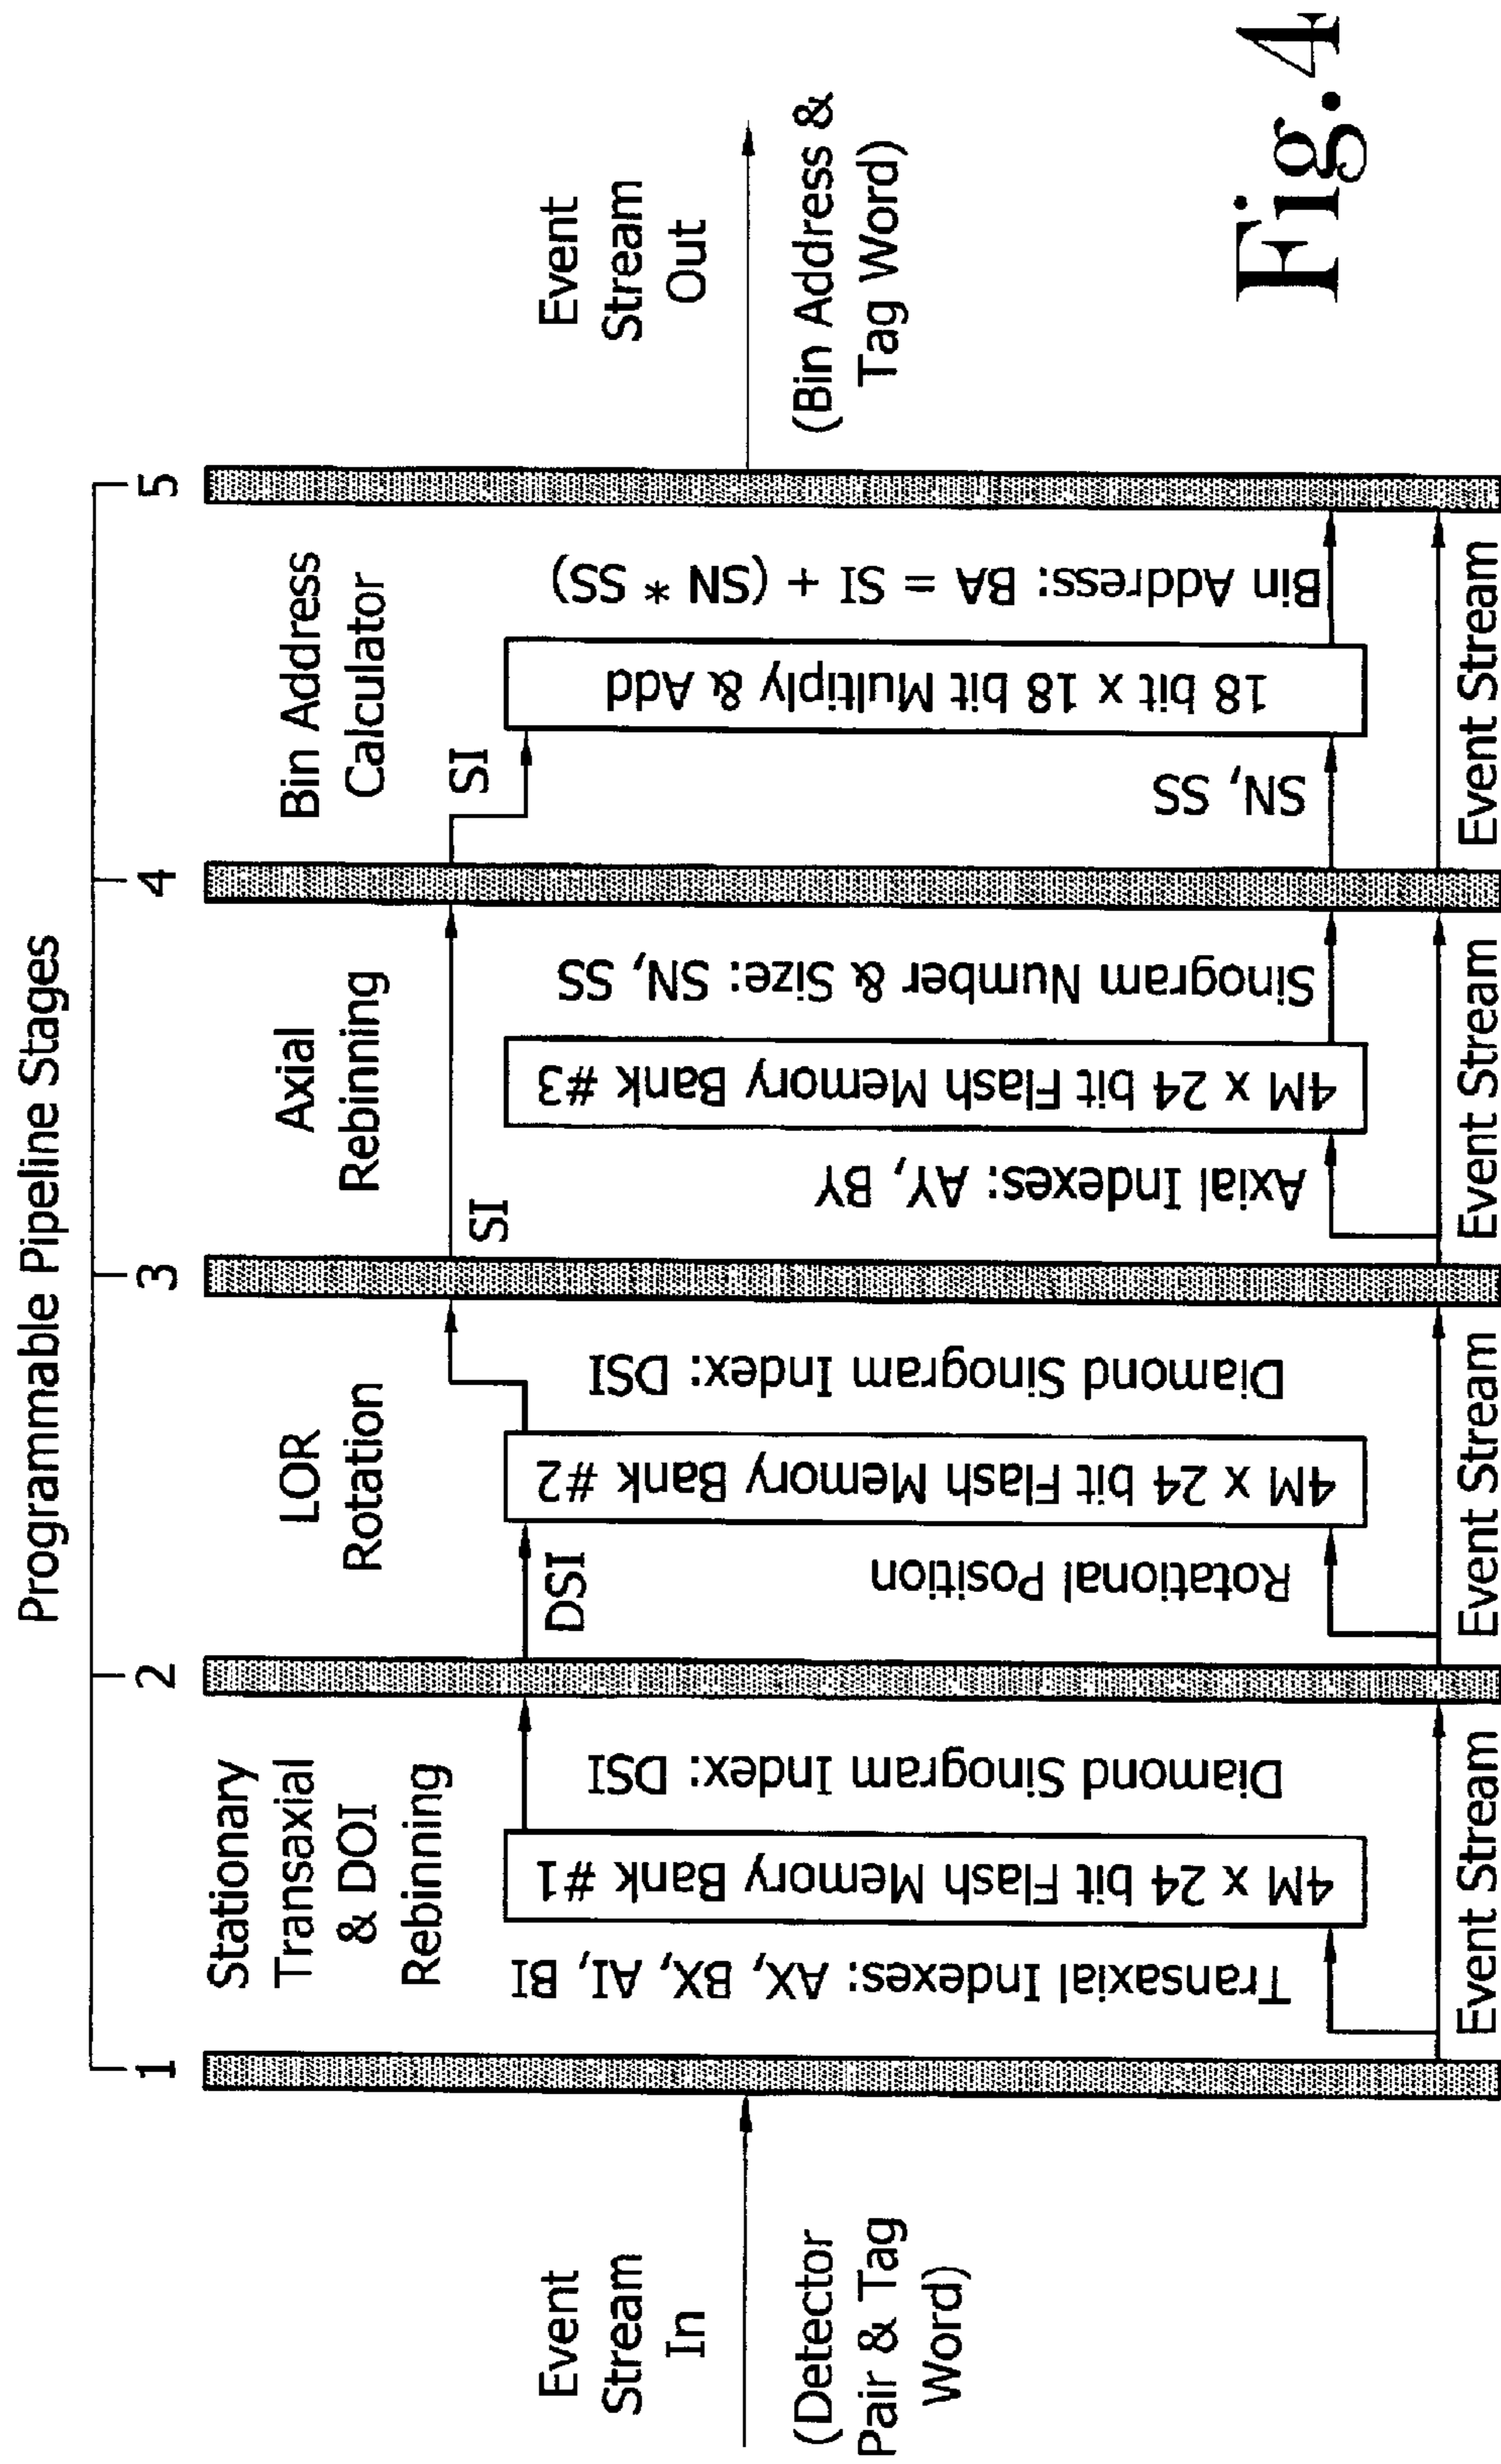 Programmable Pipeline Stages
1
2
3
4
5
Event
Stream
In
(Detector
Pair & Tag
Word)
Stationary
Transaxial
& DOI
Rebinning
Transaxial Indexes: AX, BX, AI, BI
4M x 24 bit Flash Memory Bank #1
Diamond Sinogram Index: DSI
Event Stream
LOR
Rotation
DSI
Rotational Position
4M x 24 bit Flash Memory Bank #2
Diamond Sinogram Index: DSI
Event Stream
Axial
Rebinning
SI
Axial Indexes: AY, BY
4M x 24 bit Flash Memory Bank #3
Sinogram Number & Size: SN, SS
Event Stream
Bin Address
Calculator
SI
SN, SS
18 bit x 18 bit Multiply & Add
Bin Address: BA = SI + (SN * SS)
Event Stream
Event
Stream
Out
(Bin Address &
Tag Word)
Fig.4